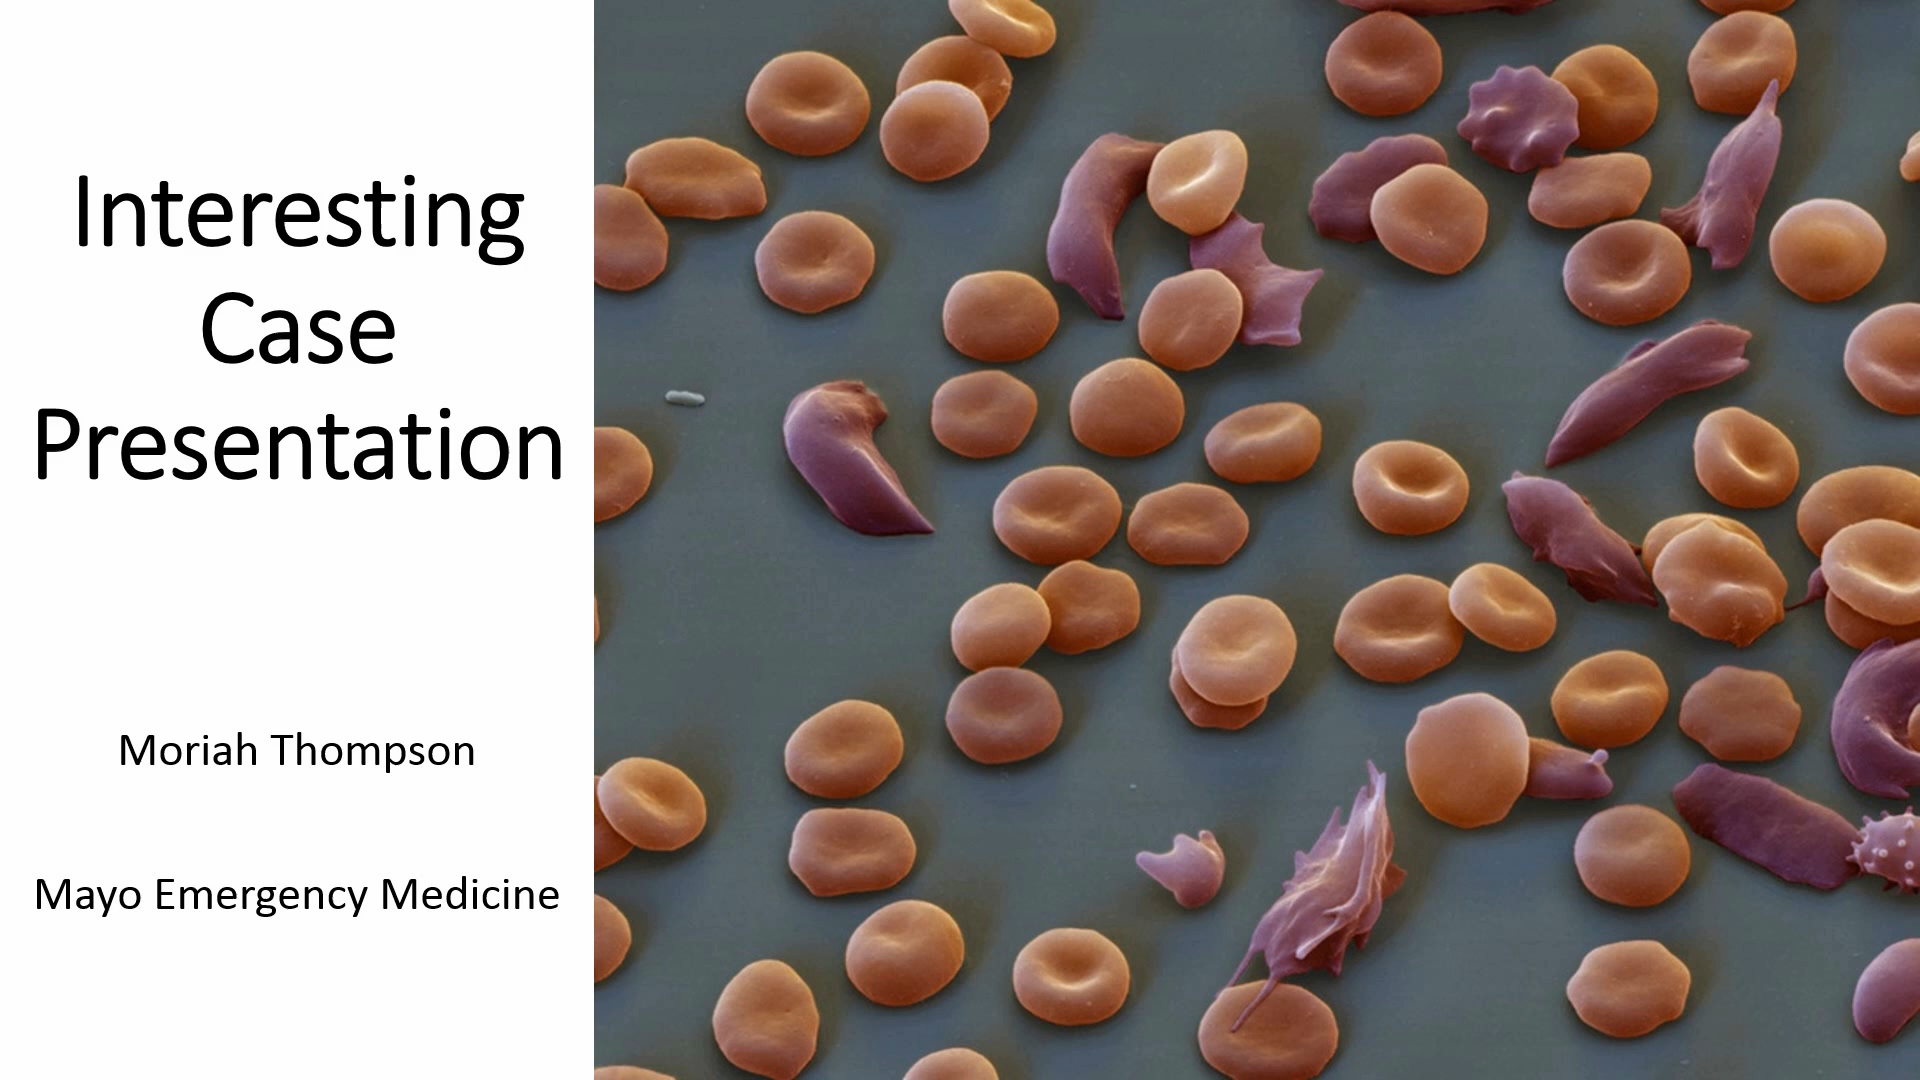 Interesting
Case
Presentation
Moriah Thompson
Mayo Emergency Medicine